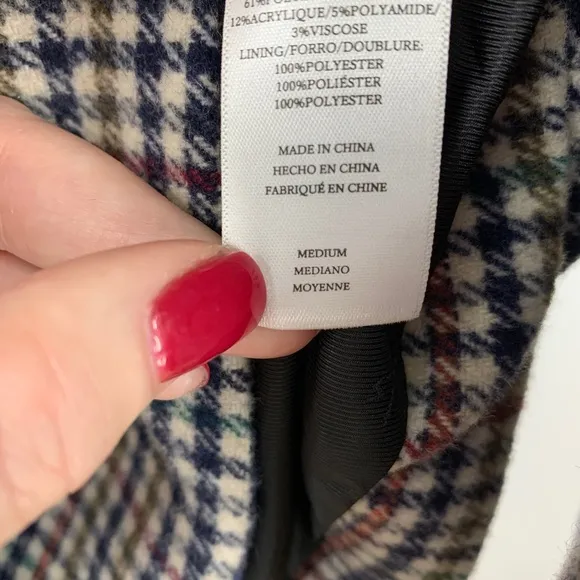 12%ACRYLIQUE/5%POLYAMIDE/
3%VISCOSE
LINING/FORRO/DOUBLURE:
100%POLYESTER
100%POLIÉSTER
100%POLYESTER
MADE IN CHINA
HECHO EN CHINA
FABRIQUÉ EN CHINE
MEDIUM
MEDIANO
MOYENNE